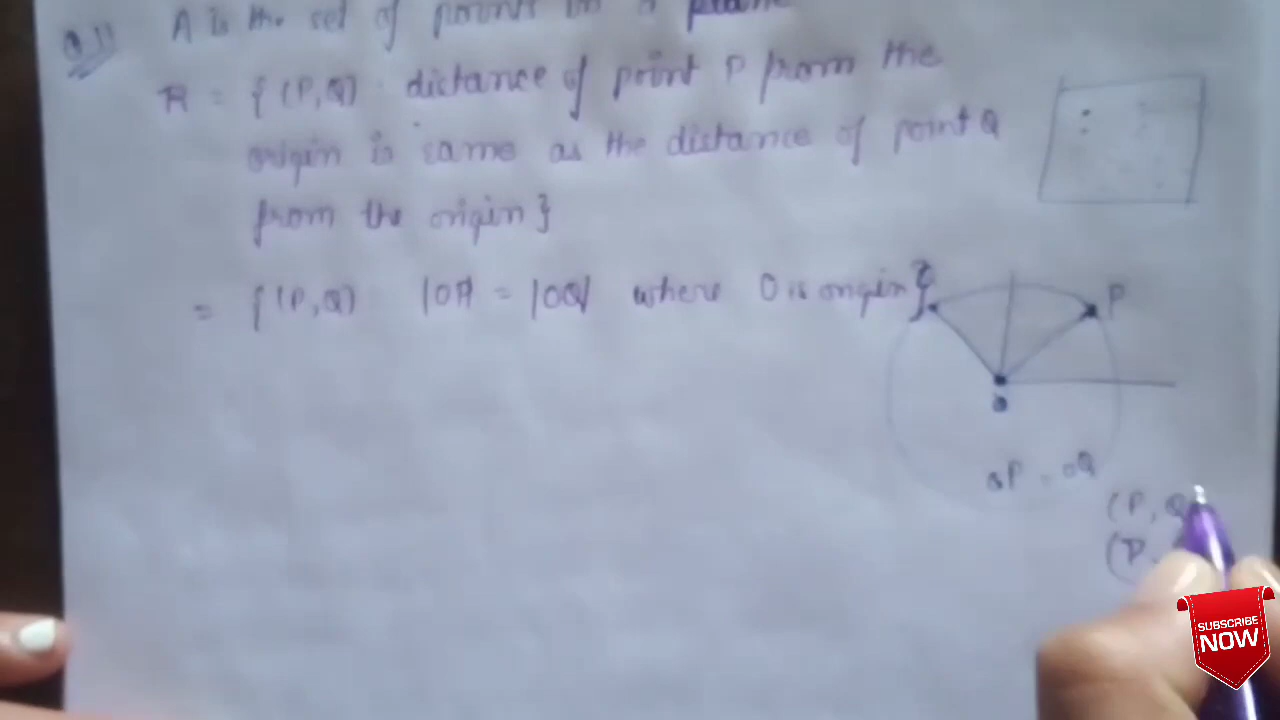 Q.11 A is the set of points in a plane
R = { (P,Q) : distance of point P from the
origin is same as the distance of point Q
from the origin }
= { (P,Q) |OP| = |OQ| where O is origin }
P
O
OP = OQ
(P, Q
(P,
SUBSCRIBE
NOW